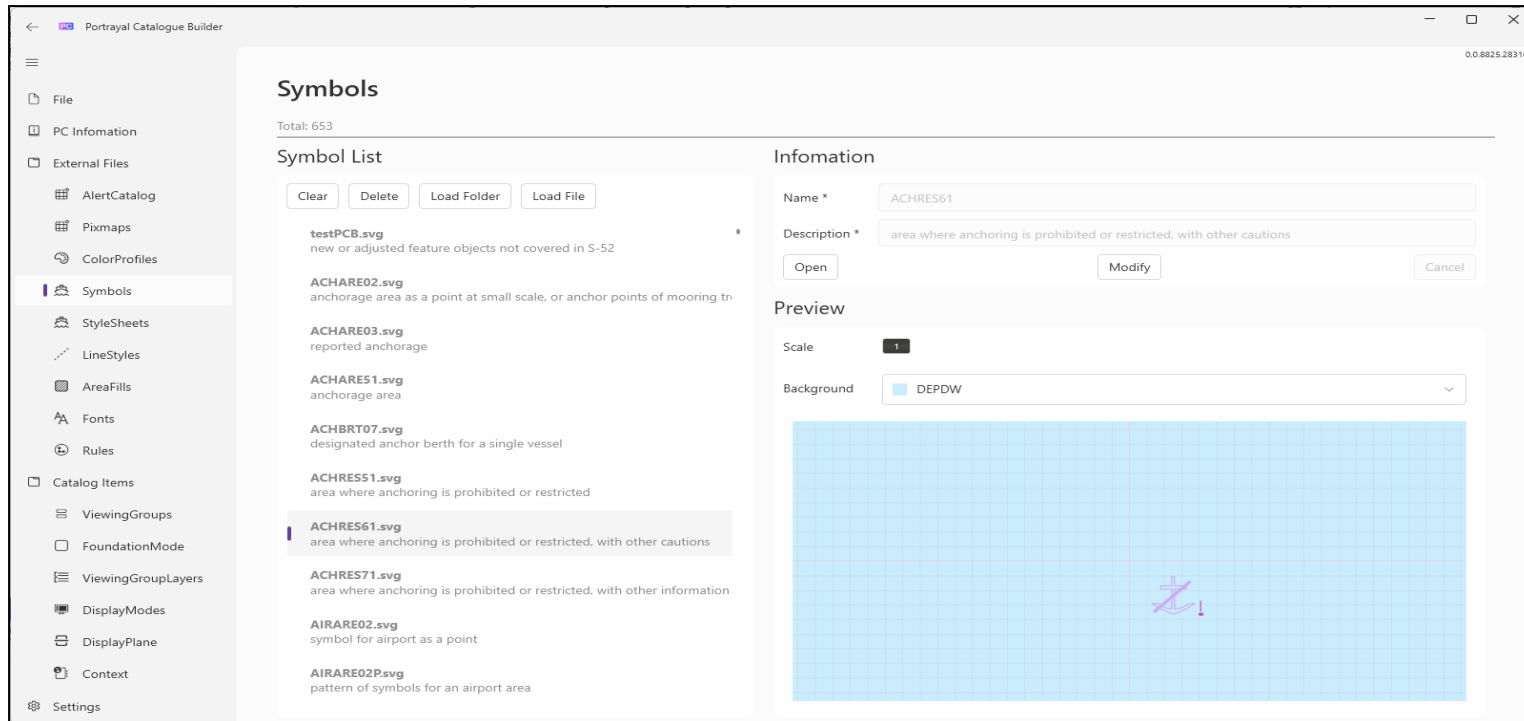 PC Portrayal Catalogue Builder
0.0.8825.2831
File
PC Infomation
External Files
AlertCatalog
Pixmaps
ColorProfiles
Symbols
StyleSheets
LineStyles
AreaFills
Fonts
Rules
Catalog Items
ViewingGroups
FoundationMode
ViewingGroupLayers
DisplayModes
DisplayPlane
Context
Settings
Symbols
Total: 653
Symbol List
Clear Delete Load Folder Load File
testPCB.svg
new or adjusted feature objects not covered in S-52
ACHARE02.svg
anchorage area as a point at small scale, or anchor points of mooring tr
ACHARE03.svg
reported anchorage
ACHARE51.svg
anchorage area
ACHBRT07.svg
designated anchor berth for a single vessel
ACHRES51.svg
area where anchoring is prohibited or restricted
ACHRES61.svg
area where anchoring is prohibited or restricted, with other cautions
ACHRES71.svg
area where anchoring is prohibited or restricted, with other information
AIRARE02.svg
symbol for airport as a point
AIRARE02P.svg
pattern of symbols for an airport area
Infomation
Name * ACHRES61
Description * area where anchoring is prohibited or restricted, with other cautions
Open Modify Cancel
Preview
Scale 1
Background DEPDW